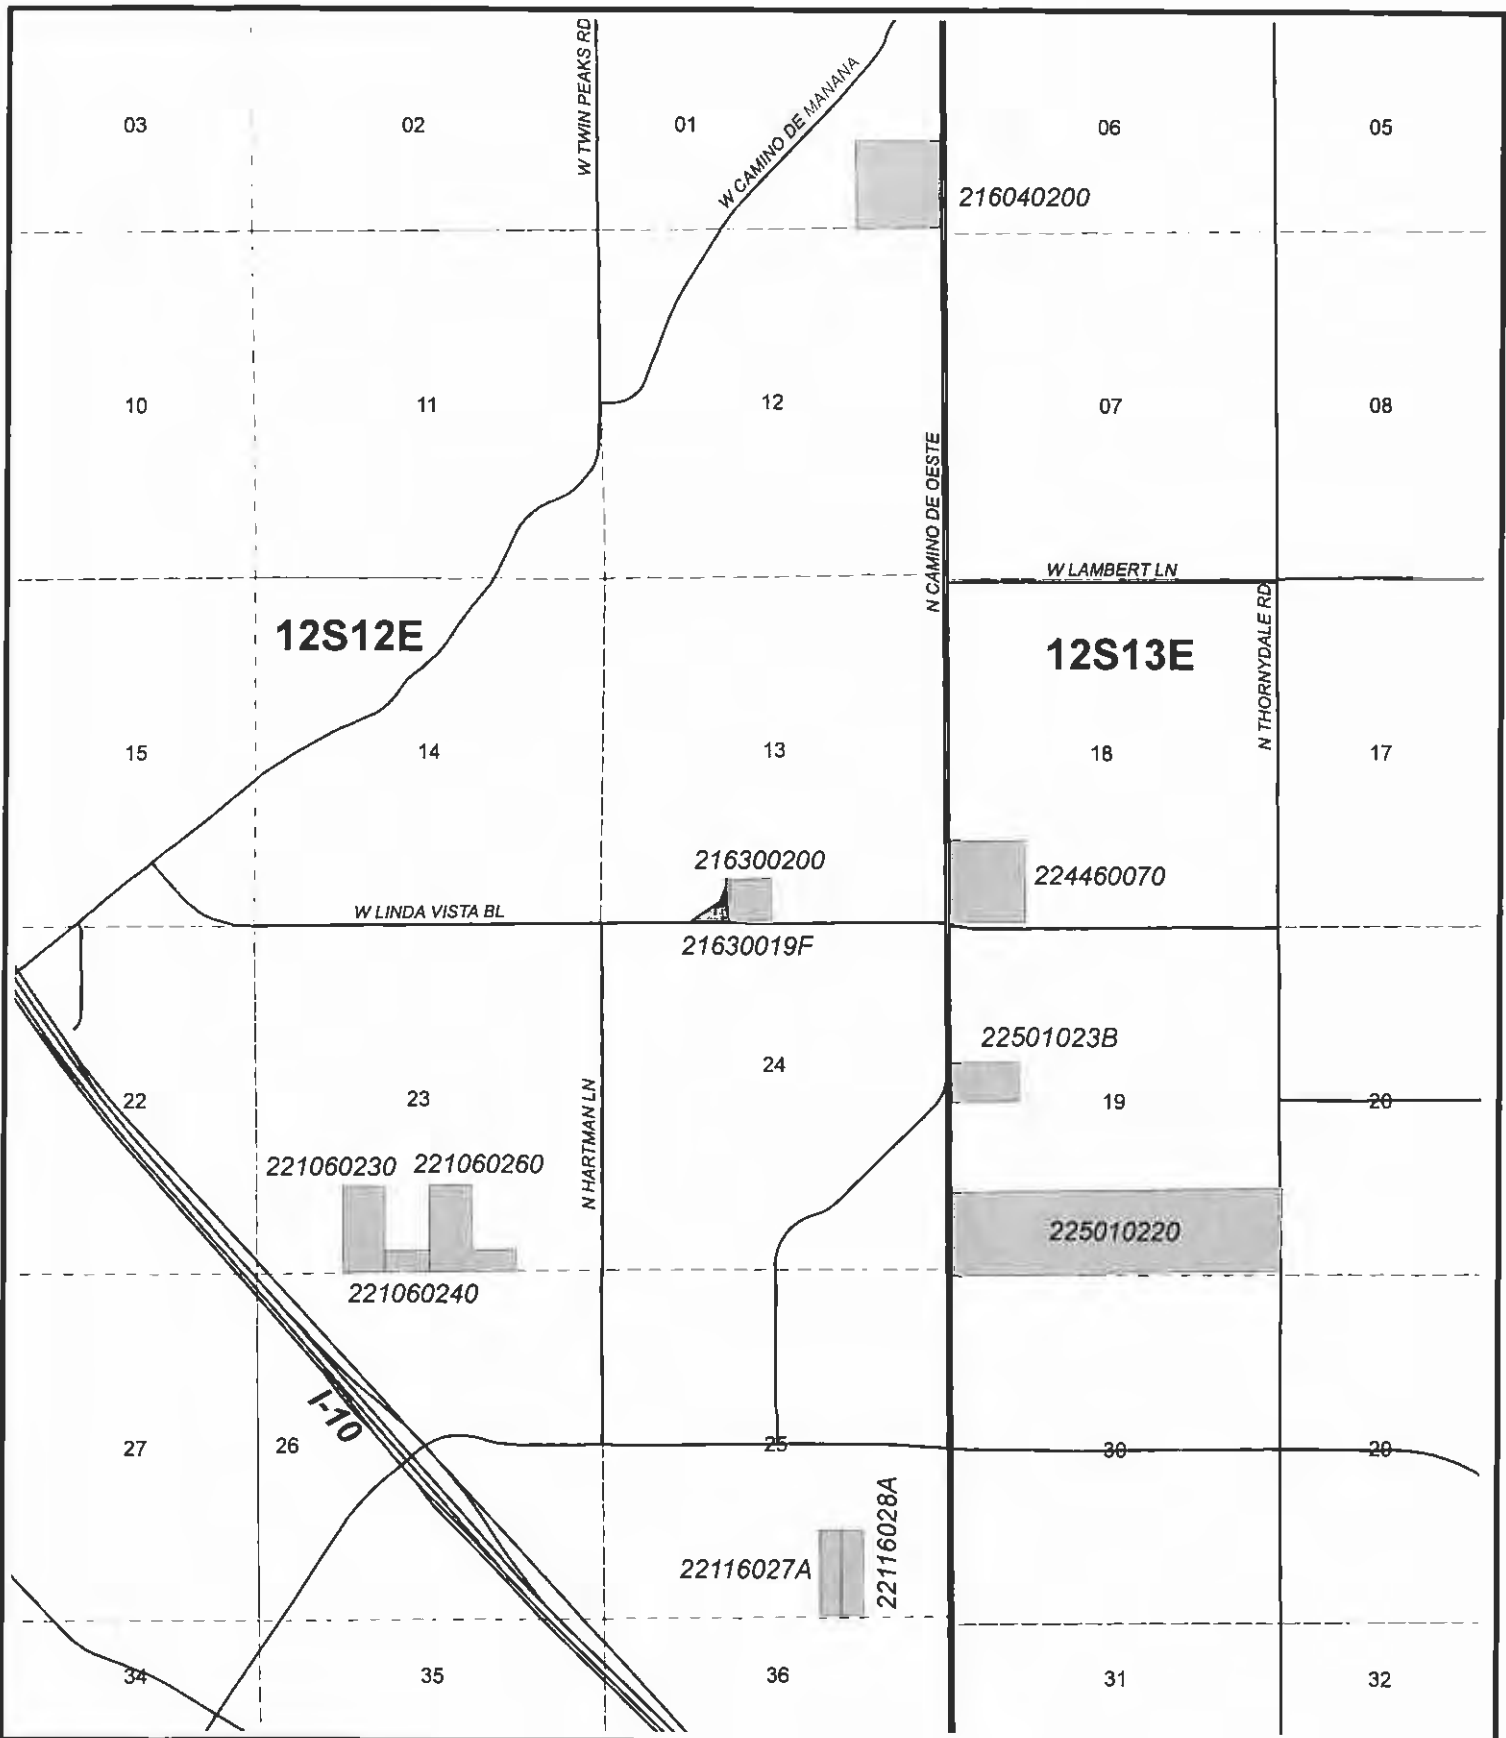 W TWIN PEAKS RD
W CAMINO DE MANANA
03
02
01
06
05
216040200
10
11
12
07
08
N CAMINO DE OESTE
W LAMBERT LN
12S12E
12S13E
N THORNYDALE RD
15
14
13
18
17
216300200
224460070
W LINDA VISTA BL
21630019F
22501023B
24
22
23
19
20
N HARTMAN LN
221060230
221060260
225010220
221060240
I-10
27
26
25
30
29
22116027A
22116028A
34
35
36
31
32